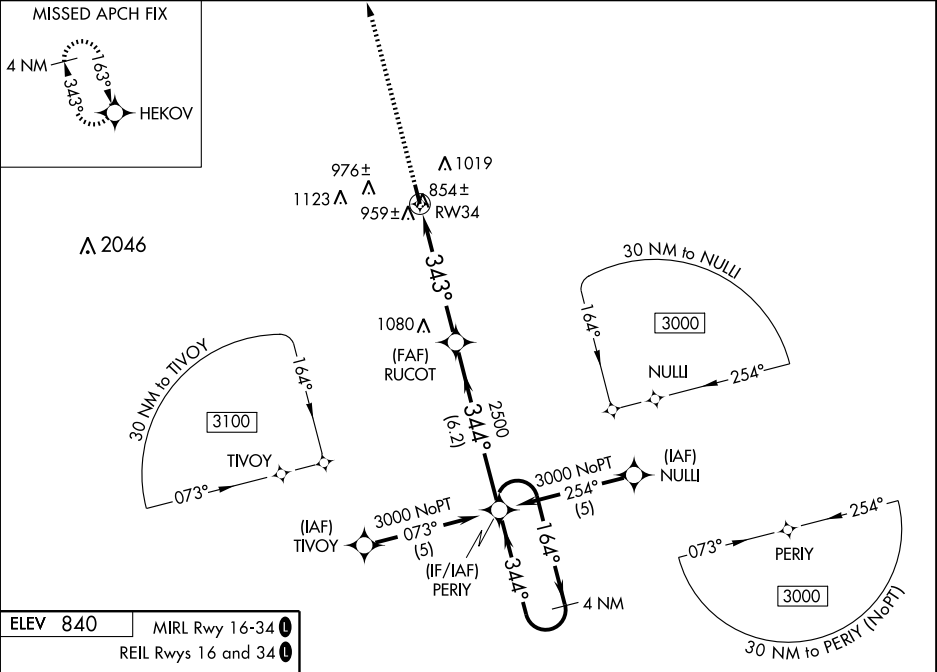 MISSED APCH FIX
4 NM
343°
163°
HEKOV
976±
1019
1123
959±
854±
RW34
2046
343°
1080
(FAF)
RUCOT
30 NM to NULLI
164°
3000
NULLI
254°
30 NM to TIVOY
164°
3100
TIVOY
073°
344°
2500
(6.2)
3000 NoPT
254°
(5)
(IAF)
NULLI
3000 NoPT
073°
(5)
(IAF)
TIVOY
(IF/IAF)
PERIY
344°
164°
4 NM
073°
254°
PERIY
3000
30 NM to PERIY (NoPT)
ELEV 840
MIRL Rwy 16-34 L
REIL Rwys 16 and 34 L